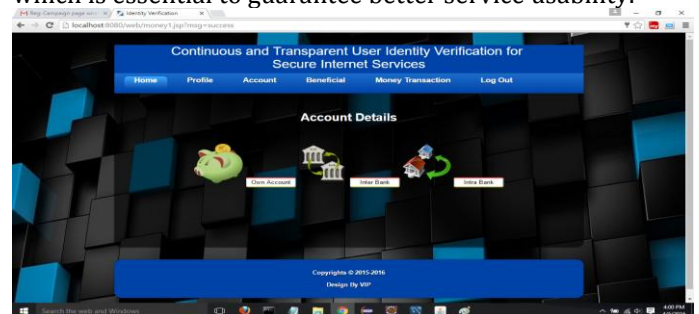 which is essential to guarantee better service usability.
Identity Verification
localhost:8080/web/money1.jsp?msg=success
Continuous and Transparent User Identity Verification for
Secure Internet Services
Home Profile Account Beneficial Money Transaction Log Out
Account Details
Own Account Inter Bank Intra Bank
Copyrights © 2015-2016
Design By VIP
Search the web and Windows
4:00 PM